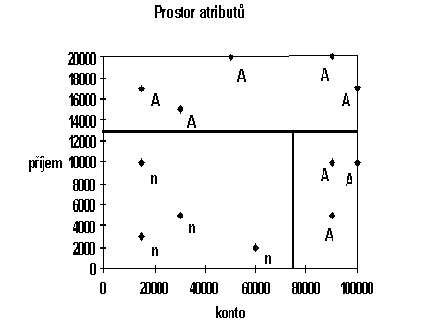 Prostor atributů
20000
18000
16000
14000
12000
10000
8000
6000
4000
2000
0
příjem
A A A A A
A A A
n n n n
0 20000 40000 60000 80000 100000
konto